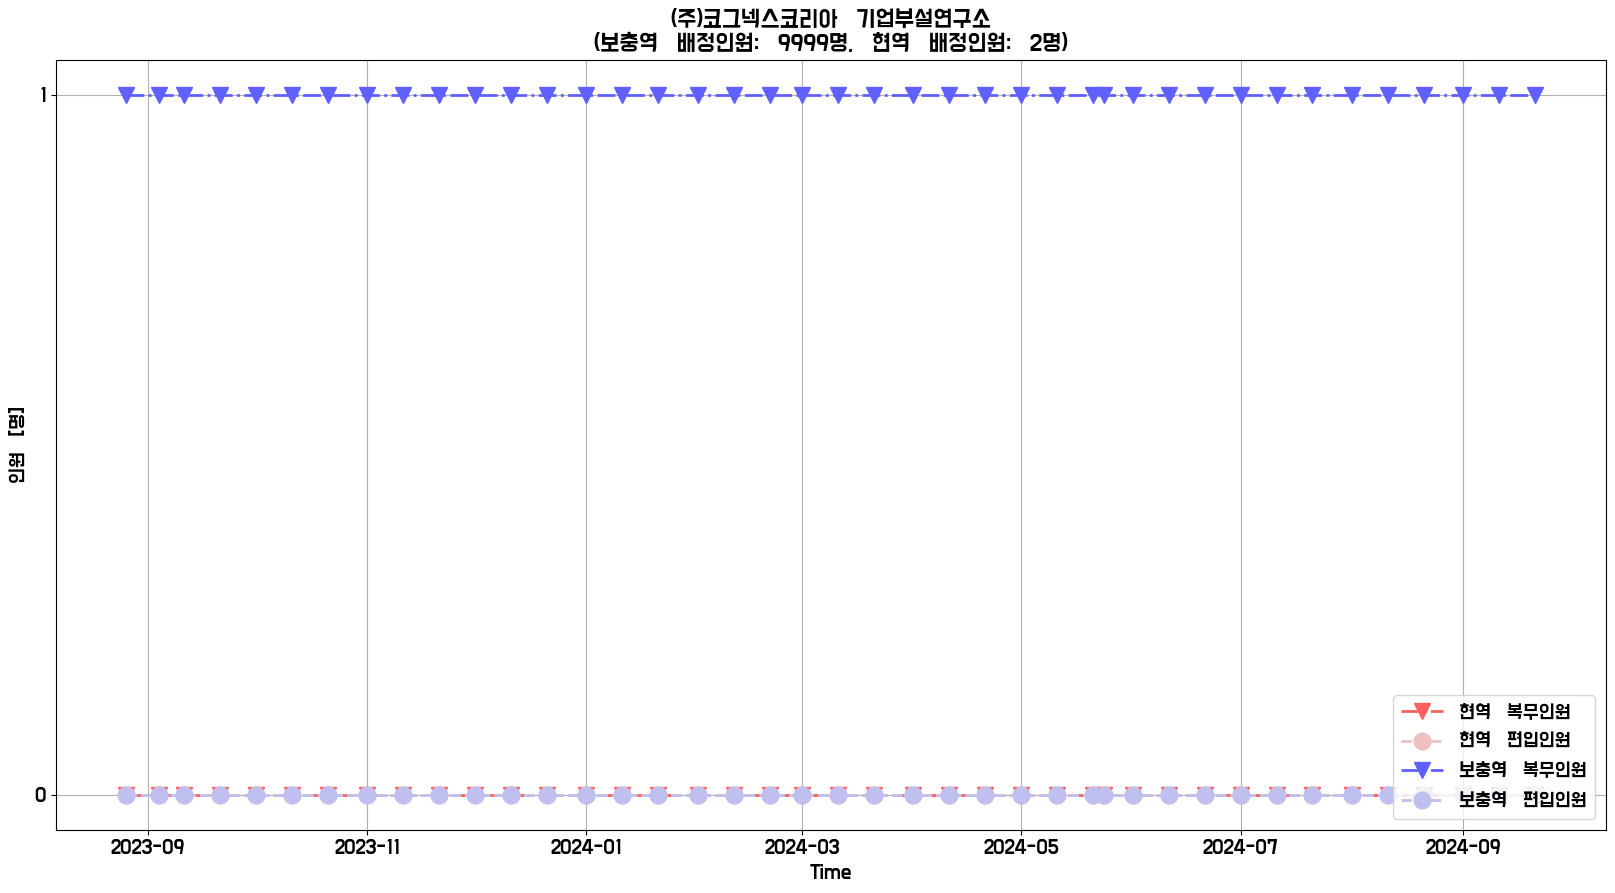 (주)코그넥스코리아 기업부설연구소
(보충역 배정인원: 9999명, 현역 배정인원: 2명)
1
인원 [명]
0
현역 복무인원
현역 편입인원
보충역 복무인원
보충역 편입인원
2023-09 2023-11 2024-01 2024-03 2024-05 2024-07 2024-09
Time